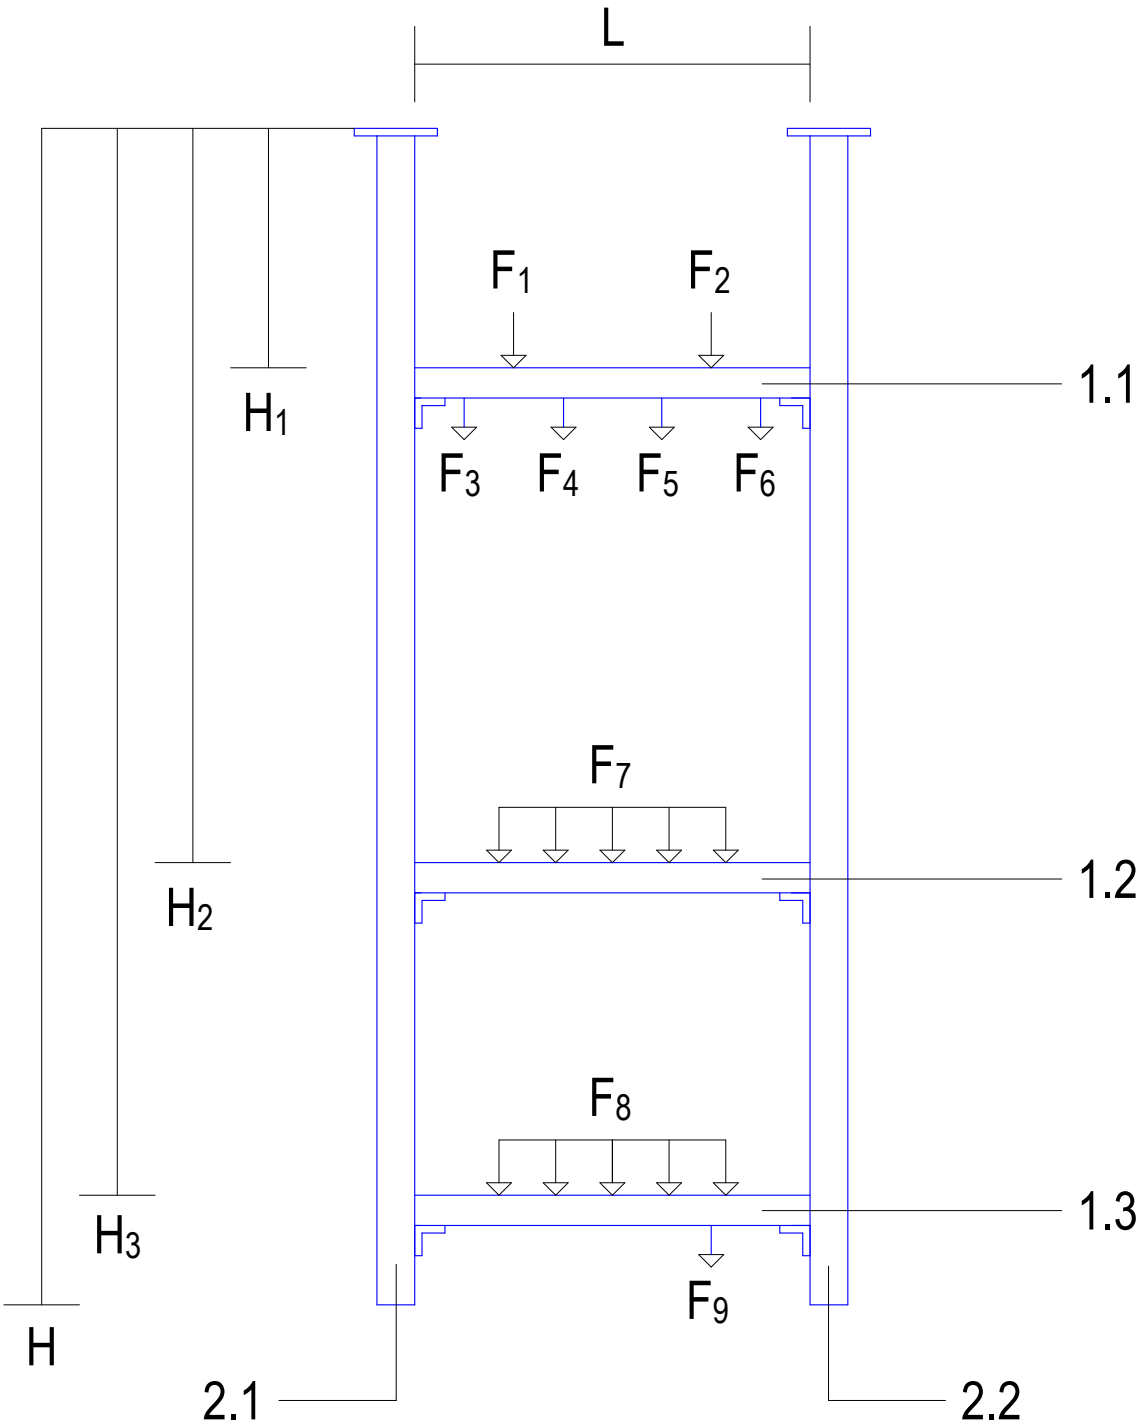 L
F₁ F₂
1.1
H₁
F₃ F₄ F₅ F₆
F₇
1.2
H₂
F₈
1.3
H₃
F₉
H
2.1 2.2